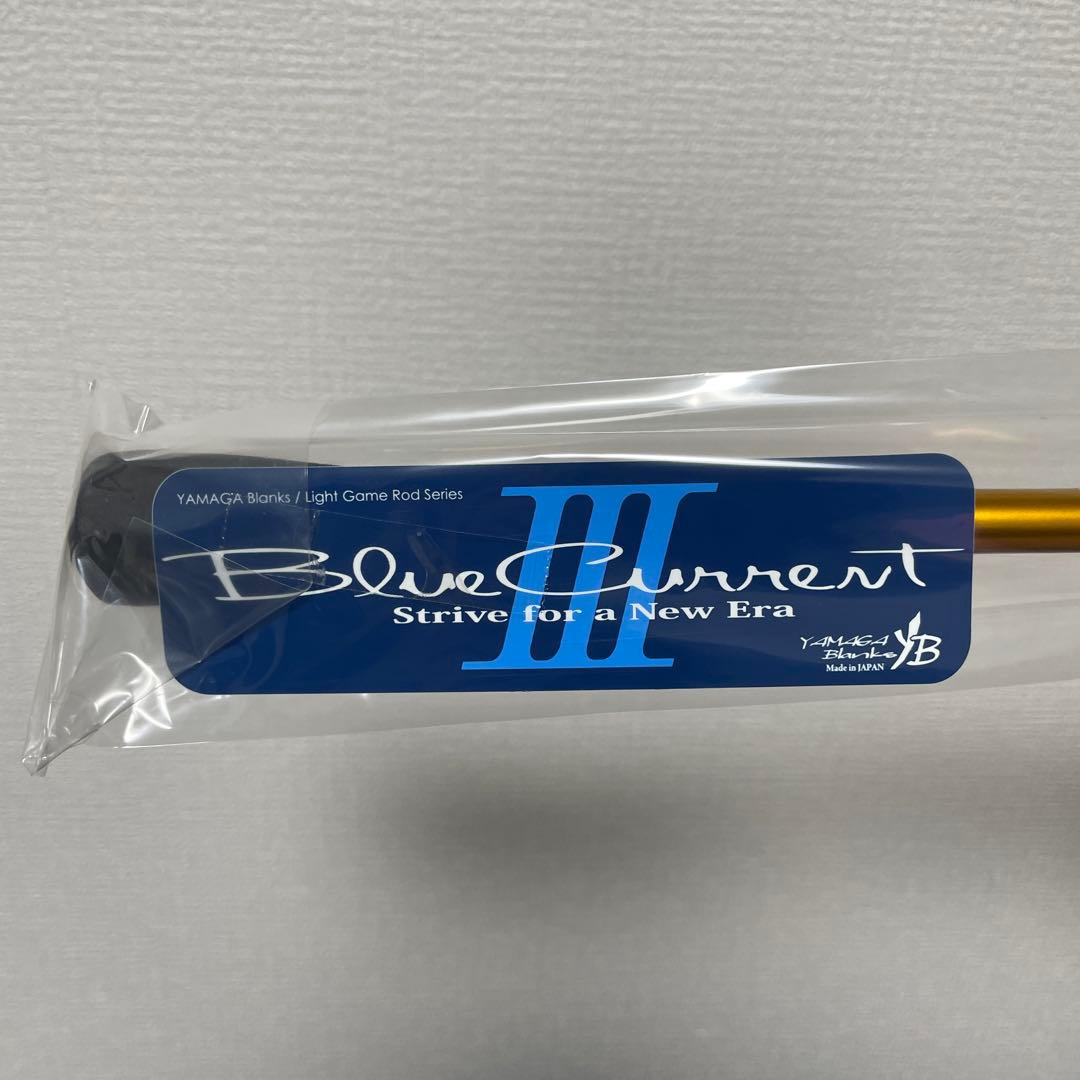 YAMAGA Blanks / Light Game Rod Series
III
BlueCurrent
Strive for a New Era
YAMAGA
Blanks
YB
Made in JAPAN